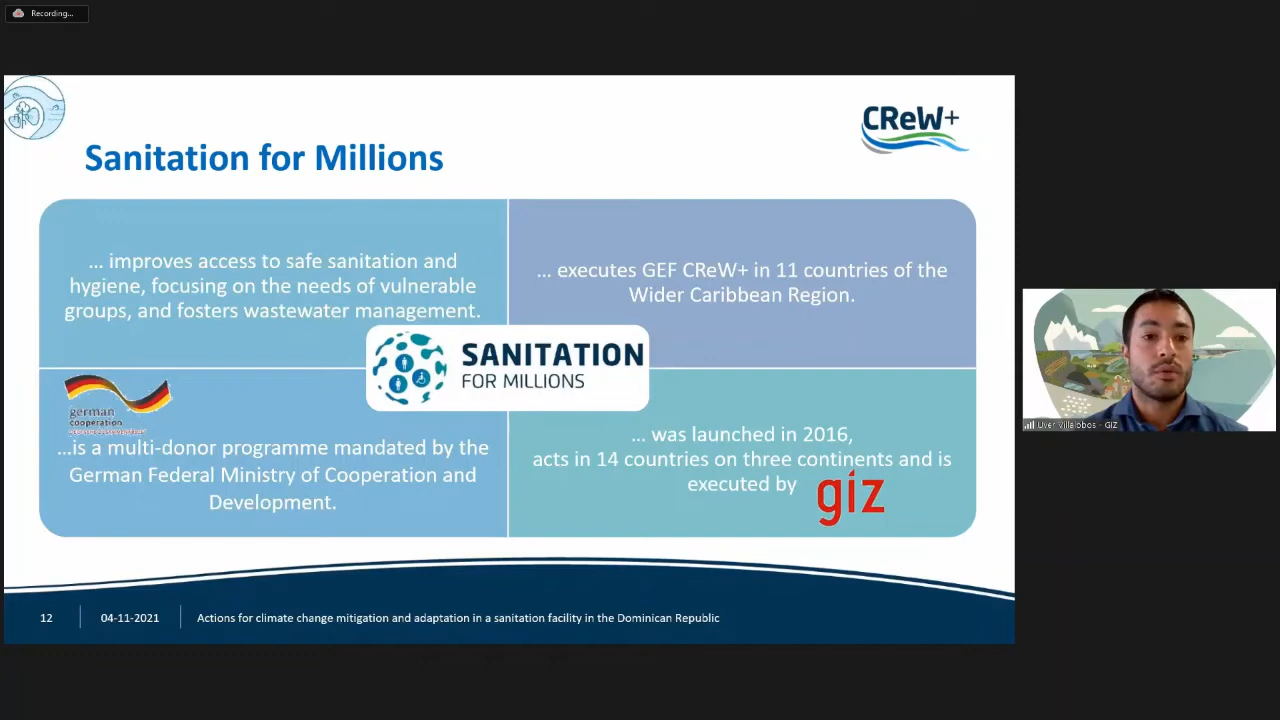 Recording...
CReW+
Sanitation for Millions
... improves access to safe sanitation and
hygiene, focusing on the needs of vulnerable
groups, and fosters wastewater management.
... executes GEF CReW+ in 11 countries of the
Wider Caribbean Region.
SANITATION
FOR MILLIONS
german
cooperation
...is a multi-donor programme mandated by the
German Federal Ministry of Cooperation and
Development.
... was launched in 2016,
acts in 14 countries on three continents and is
executed by giz
Uver Villalobos - GIZ
12
04-11-2021
Actions for climate change mitigation and adaptation in a sanitation facility in the Dominican Republic